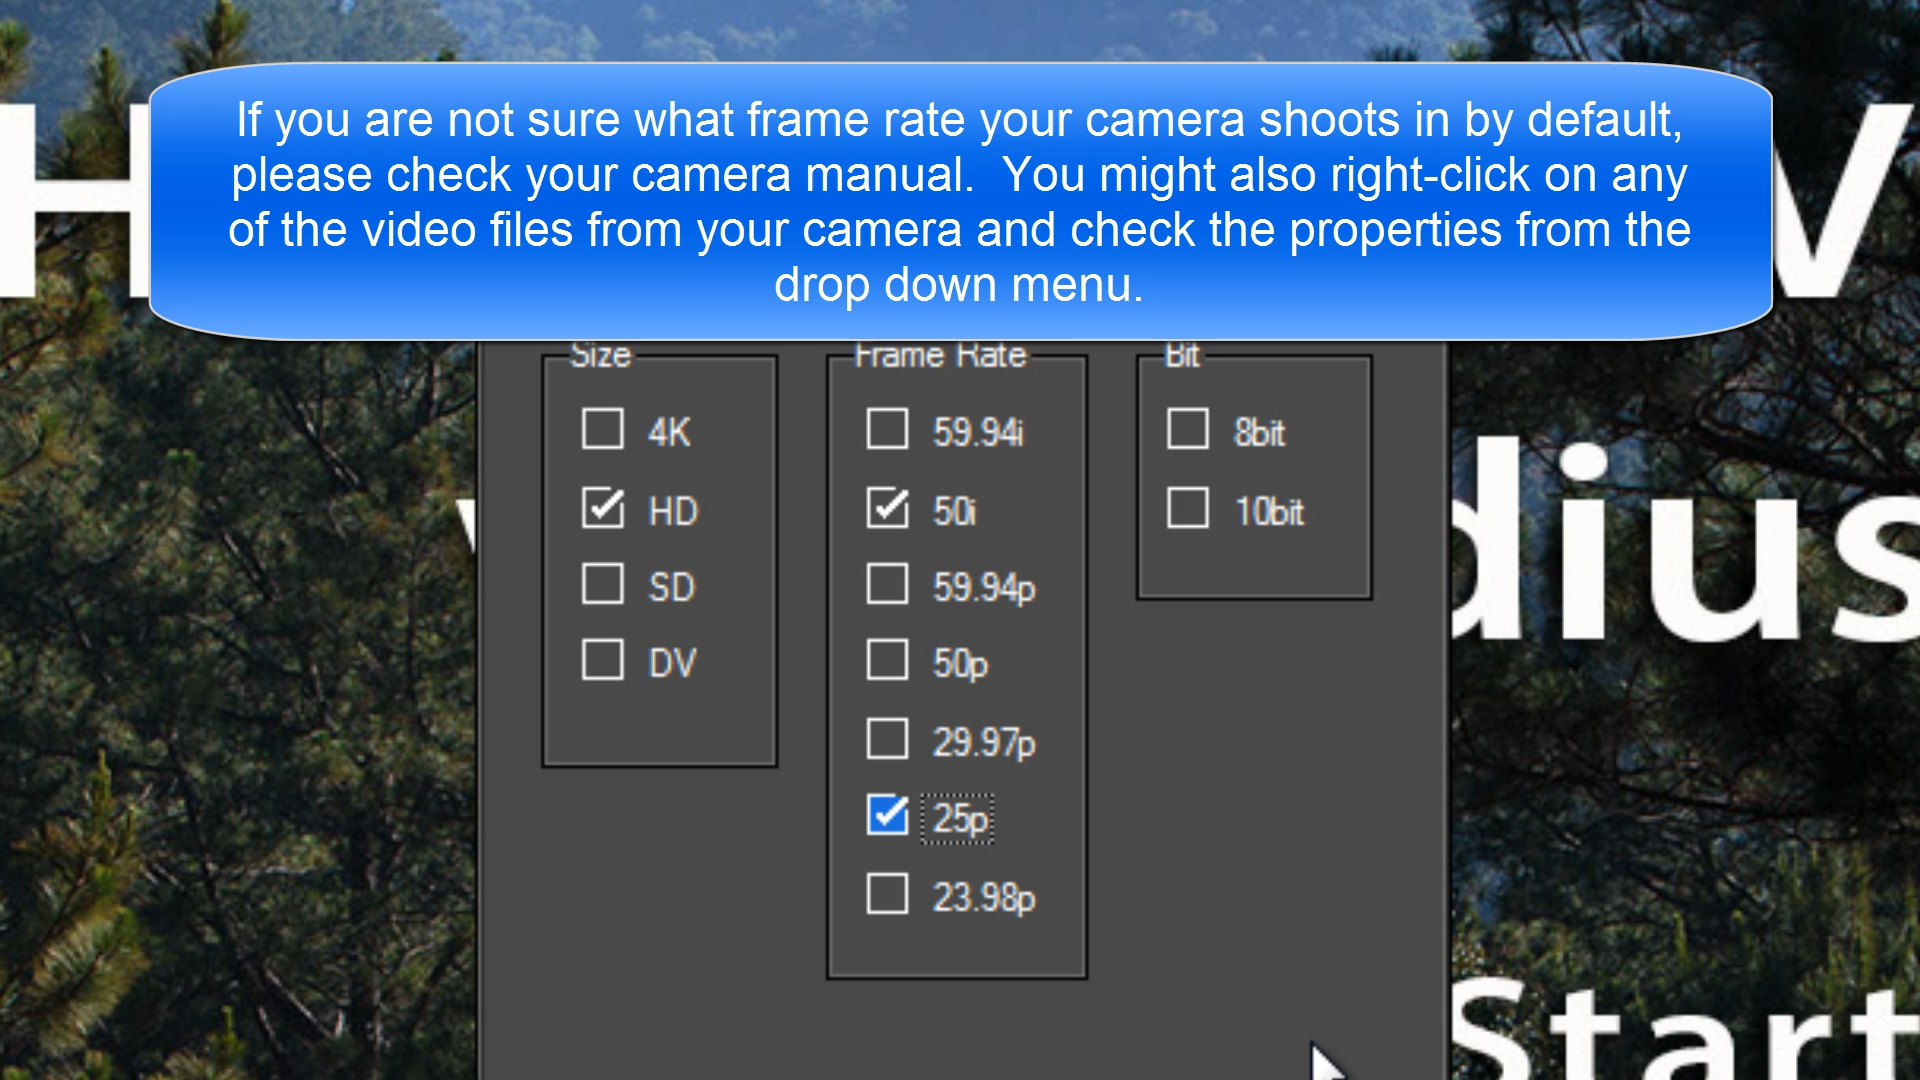 If you are not sure what frame rate your camera shoots in by default,
please check your camera manual.  You might also right-click on any
of the video files from your camera and check the properties from the
drop down menu.
Size
4K
HD
SD
DV
Frame Rate
59.94i
50i
59.94p
50p
29.97p
25p
23.98p
Bit
8bit
10bit
dius
Start